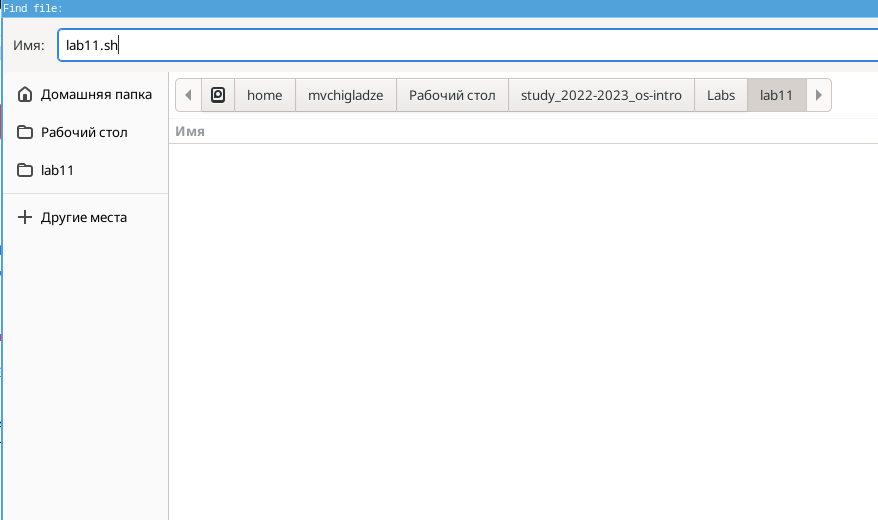 Find file:
Имя: lab11.sh
Домашняя папка
Рабочий стол
lab11
Другие места
home mvchigladze Рабочий стол study_2022-2023_os-intro Labs lab11
Имя